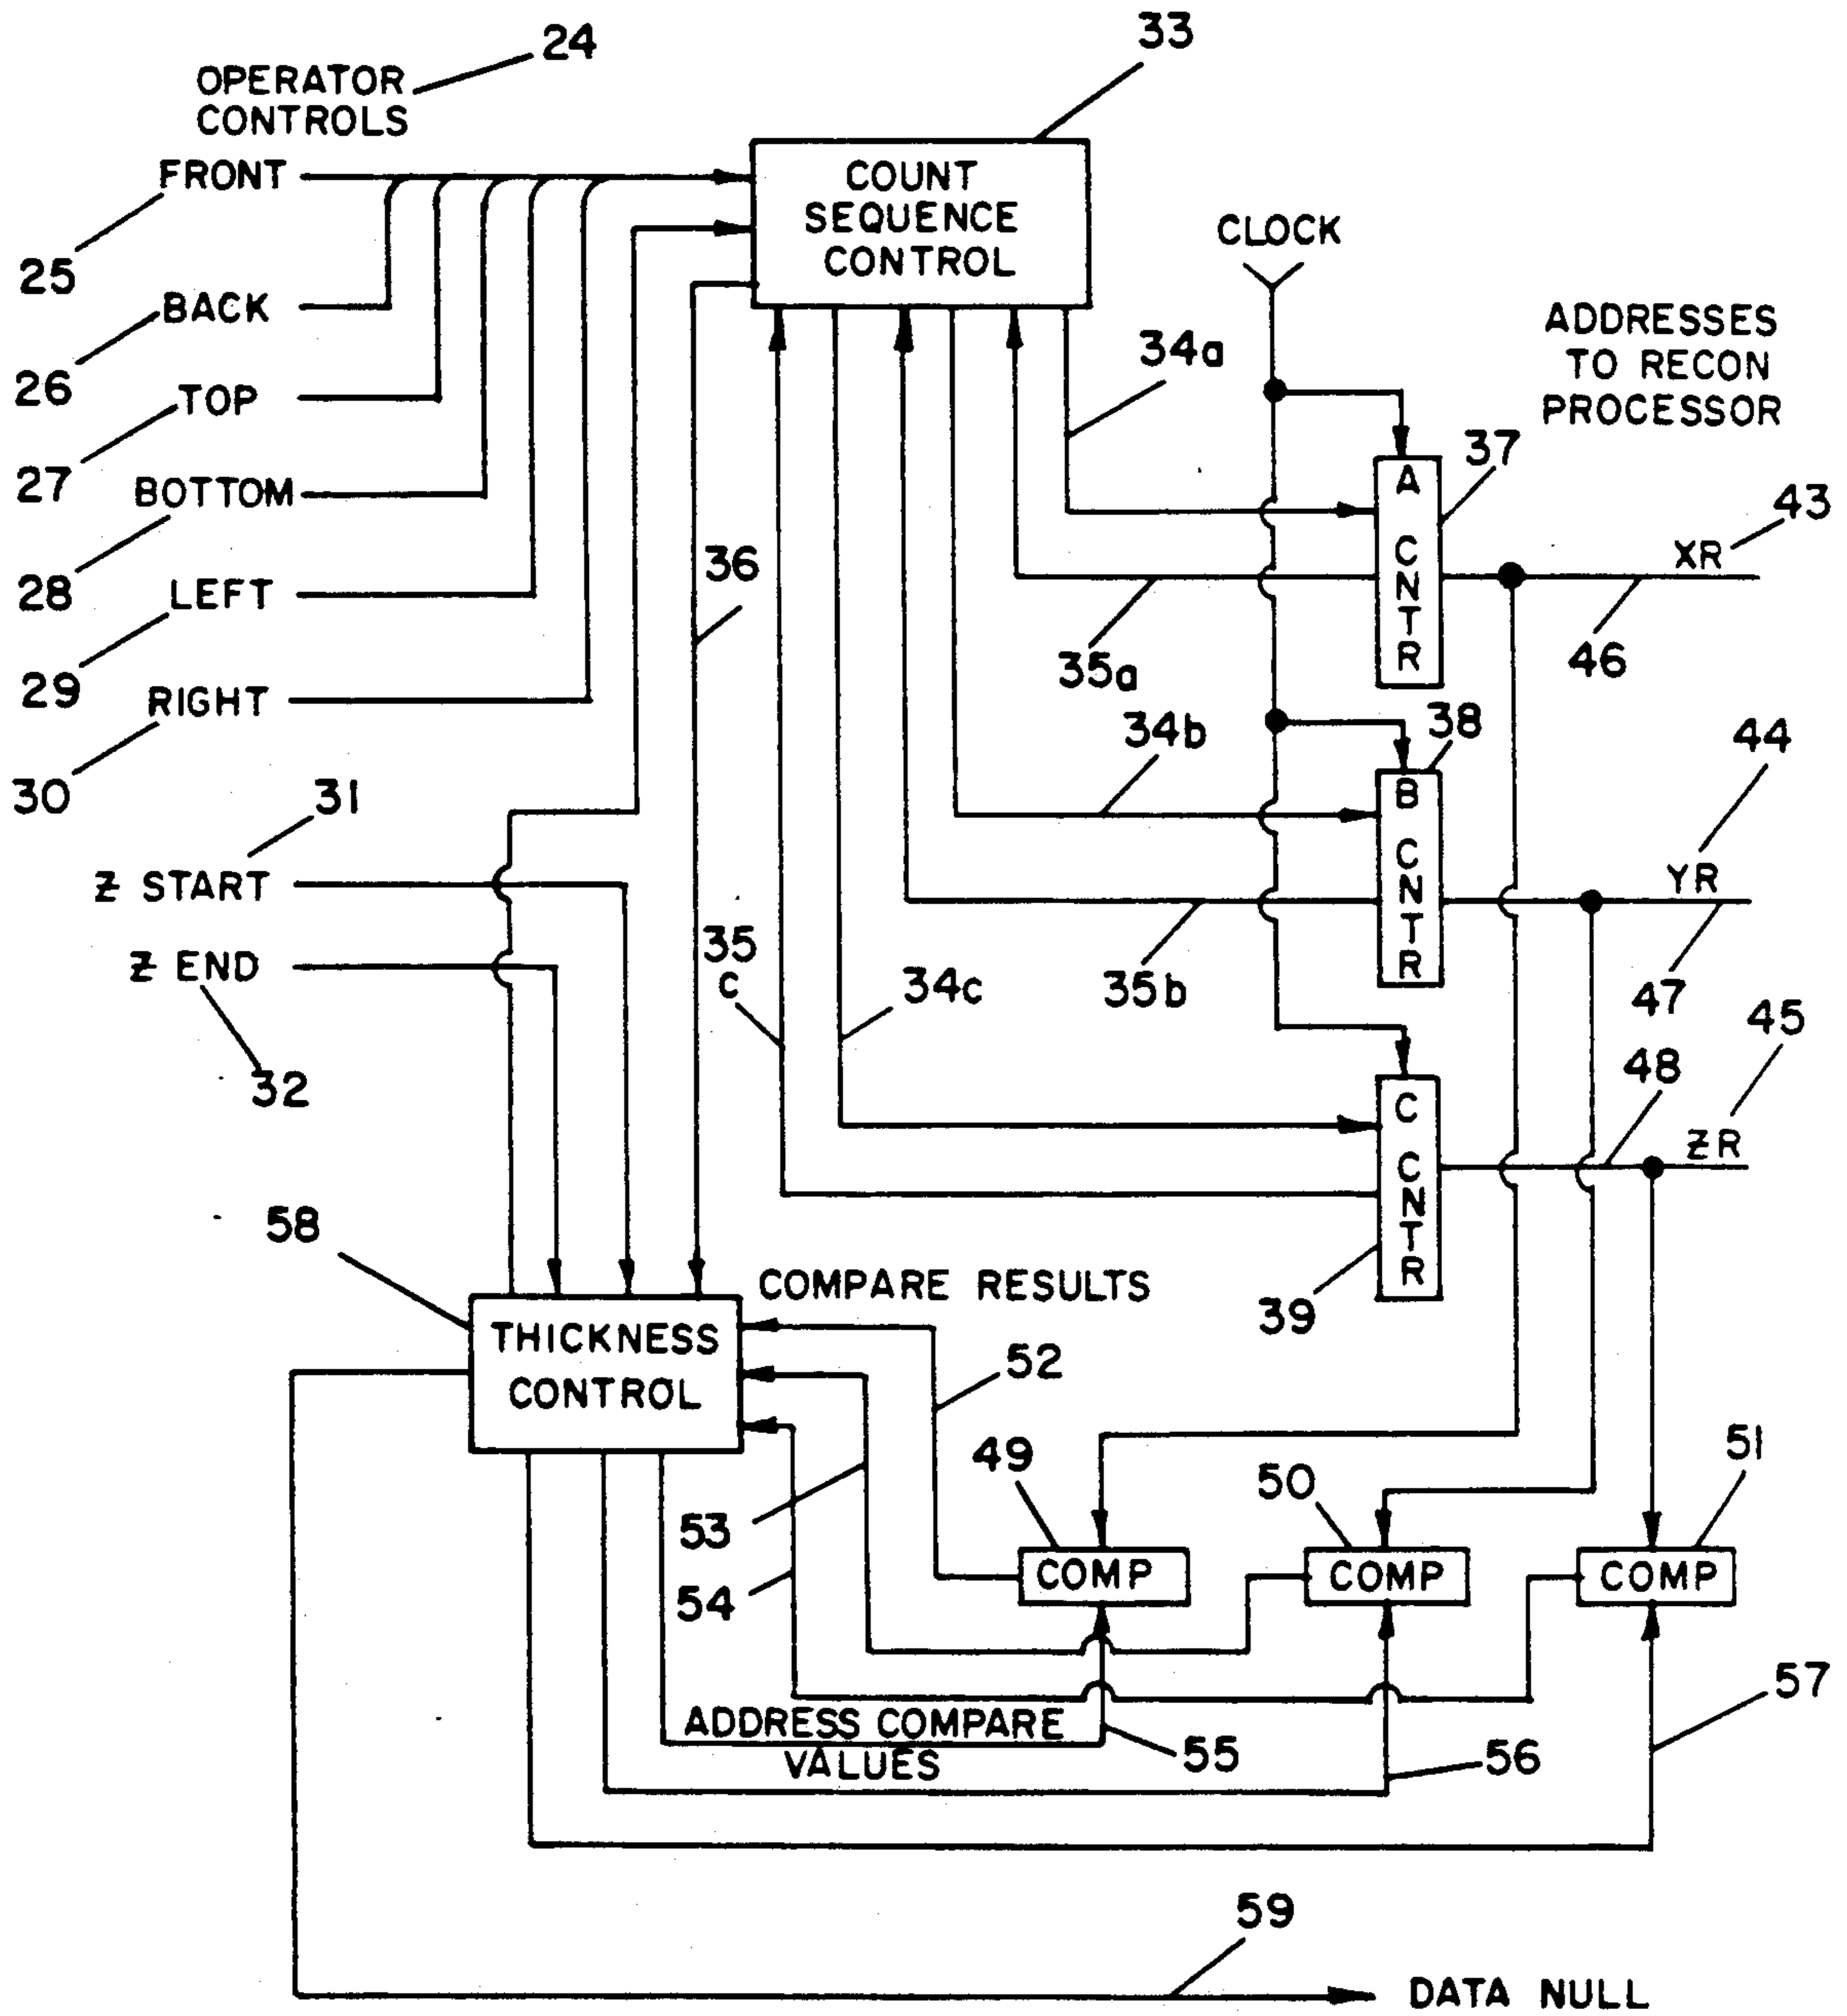 24
33
OPERATOR
CONTROLS
FRONT
25
BACK
26
TOP
27
BOTTOM
28
LEFT
29
RIGHT
30
31
Z START
Z END
32
COUNT
SEQUENCE
CONTROL
CLOCK
ADDRESSES
TO RECON
PROCESSOR
34a
37
A
CNTR
XR
43
36
35a
46
34b
38
B
CNTR
YR
44
35
c
34c
35b
47
45
48
C
CNTR
ZR
39
58
COMPARE RESULTS
THICKNESS
CONTROL
52
53
54
49
COMP
50
COMP
51
COMP
ADDRESS COMPARE
VALUES
55
56
57
59
DATA NULL